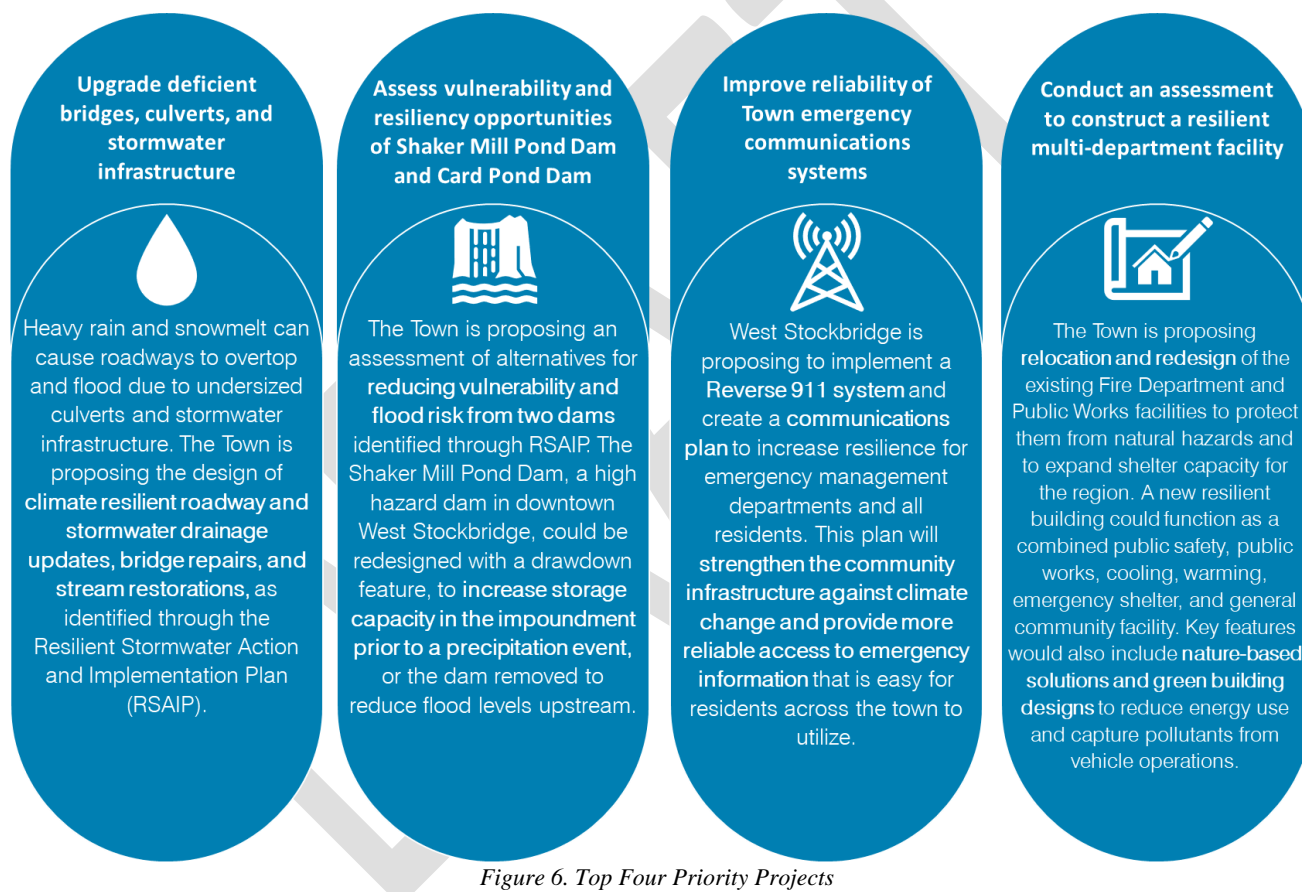 Upgrade deficient
bridges, culverts, and
stormwater
infrastructure
Heavy rain and snowmelt can
cause roadways to overtop
and flood due to undersized
culverts and stormwater
infrastructure. The Town is
proposing the design of
climate resilient roadway and
stormwater drainage
updates, bridge repairs, and
stream restorations, as
identified through the
Resilient Stormwater Action
and Implementation Plan
(RSAIP).
Assess vulnerability and
resiliency opportunities
of Shaker Mill Pond Dam
and Card Pond Dam
The Town is proposing an
assessment of alternatives for
reducing vulnerability and
flood risk from two dams
identified through RSAIP. The
Shaker Mill Pond Dam, a high
hazard dam in downtown
West Stockbridge, could be
redesigned with a drawdown
feature, to increase storage
capacity in the impoundment
prior to a precipitation event,
or the dam removed to
reduce flood levels upstream.
Improve reliability of
Town emergency
communications
systems
West Stockbridge is
proposing to implement a
Reverse 911 system and
create a communications
plan to increase resilience for
emergency management
departments and all
residents. This plan will
strengthen the community
infrastructure against climate
change and provide more
reliable access to emergency
information that is easy for
residents across the town to
utilize.
Conduct an assessment
to construct a resilient
multi-department facility
The Town is proposing
relocation and redesign of the
existing Fire Department and
Public Works facilities to protect
them from natural hazards and
to expand shelter capacity for
the region. A new resilient
building could function as a
combined public safety, public
works, cooling, warming,
emergency shelter, and general
community facility. Key features
would also include nature-based
solutions and green building
designs to reduce energy use
and capture pollutants from
vehicle operations.
Figure 6. Top Four Priority Projects